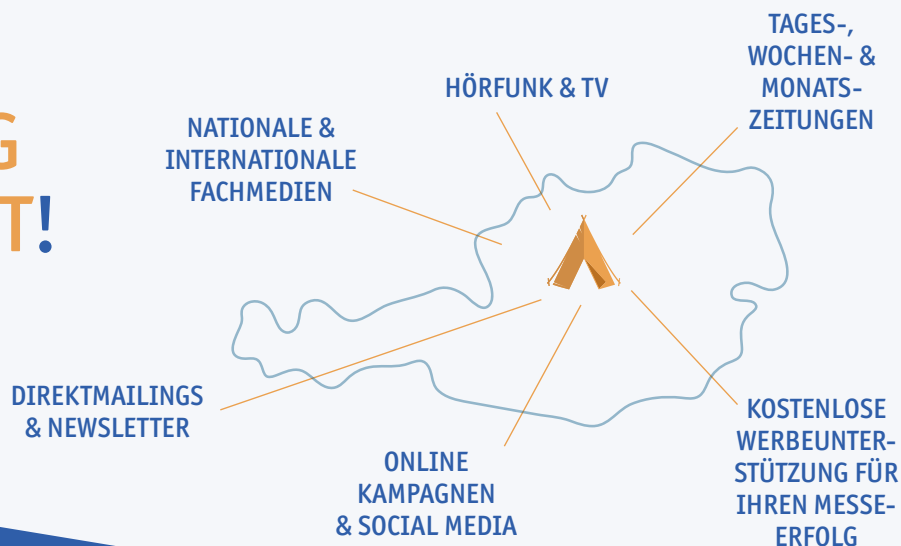 G
T!
HÖRFUNK & TV
TAGES-,
WOCHEN- &
MONATS-
ZEITUNGEN
NATIONALE &
INTERNATIONALE
FACHMEDIEN
DIREKTMAILINGS
& NEWSLETTER
ONLINE
KAMPAGNEN
& SOCIAL MEDIA
KOSTENLOSE
WERBEUNTER-
STÜTZUNG FÜR
IHREN MESSE-
ERFOLG